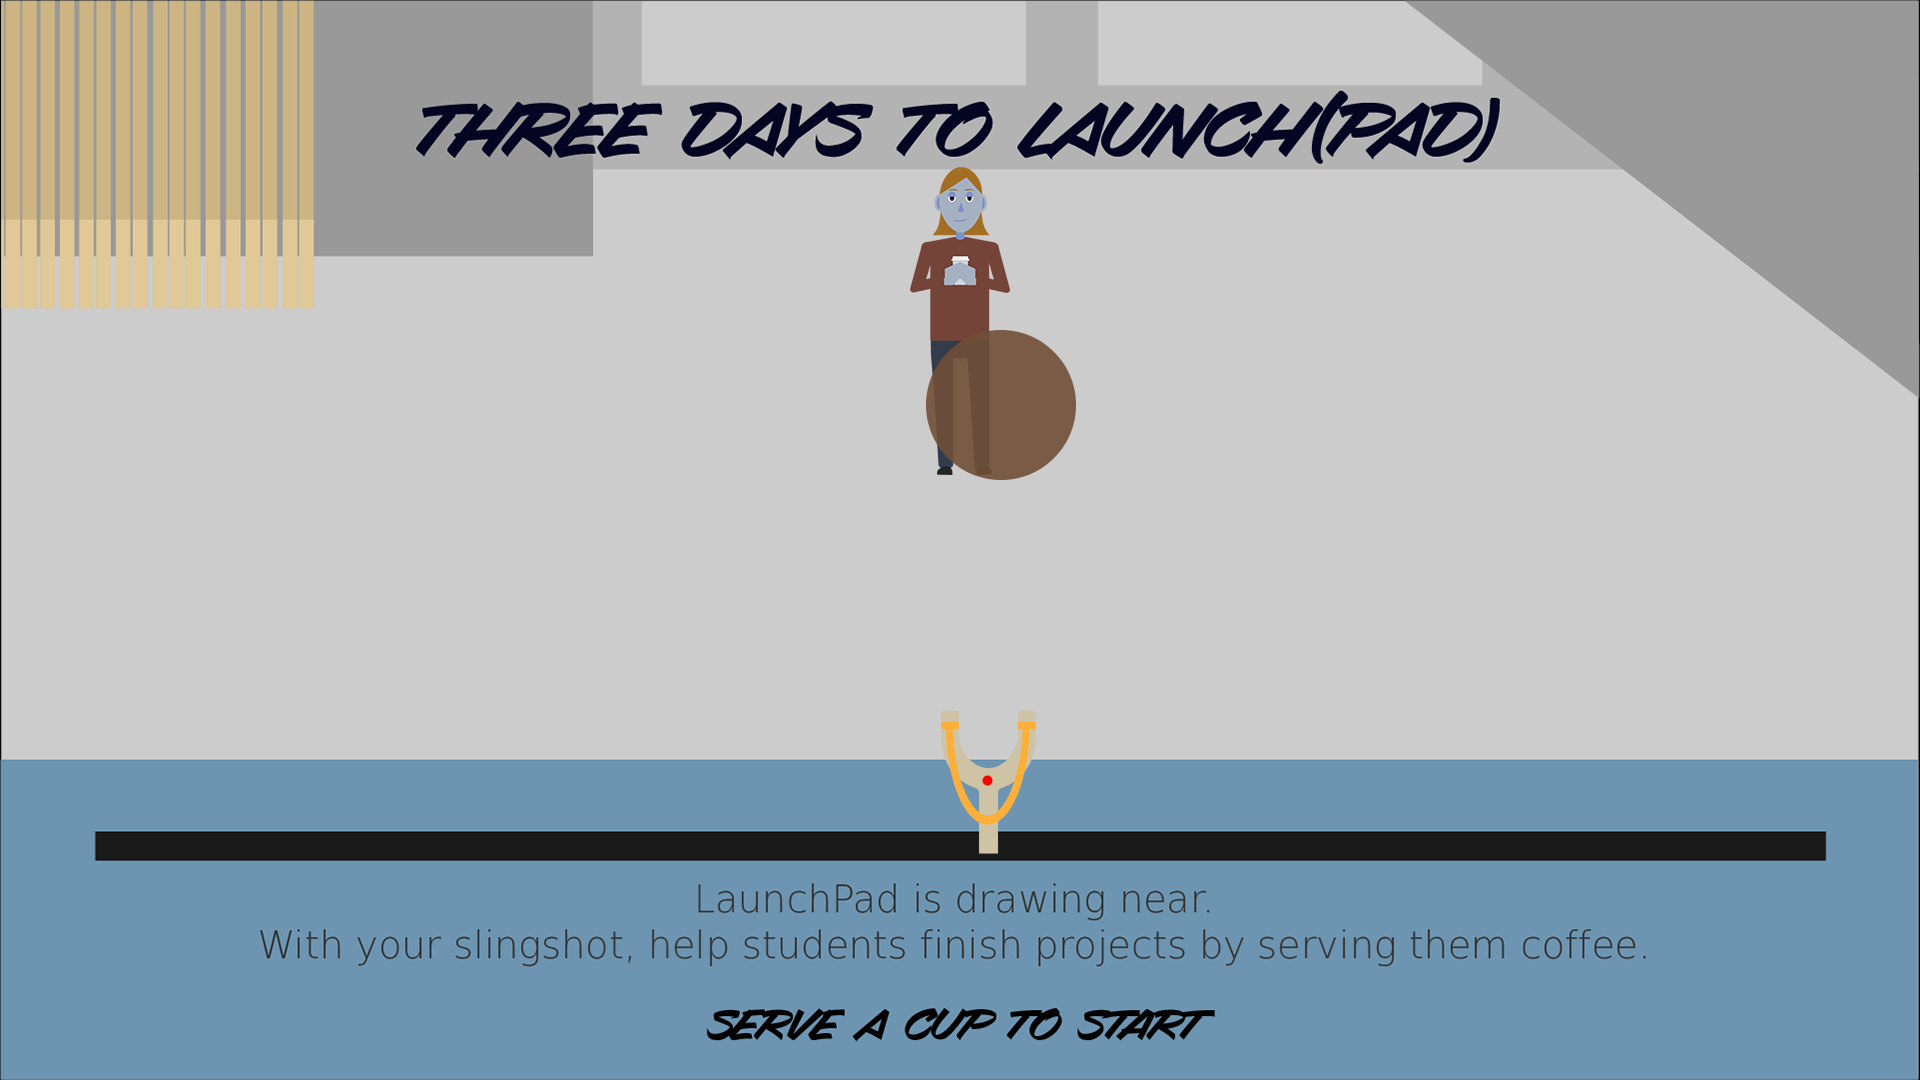 THREE DAYS TO LAUNCH(PAD)
LaunchPad is drawing near.
With your slingshot, help students finish projects by serving them coffee.
SERVE A CUP TO START